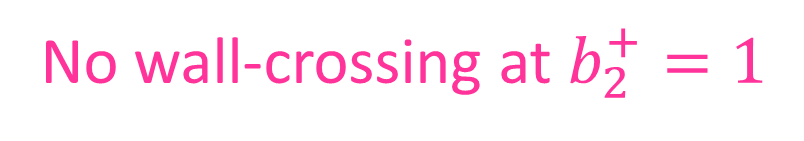 No wall-crossing at $b_2^+ = 1$